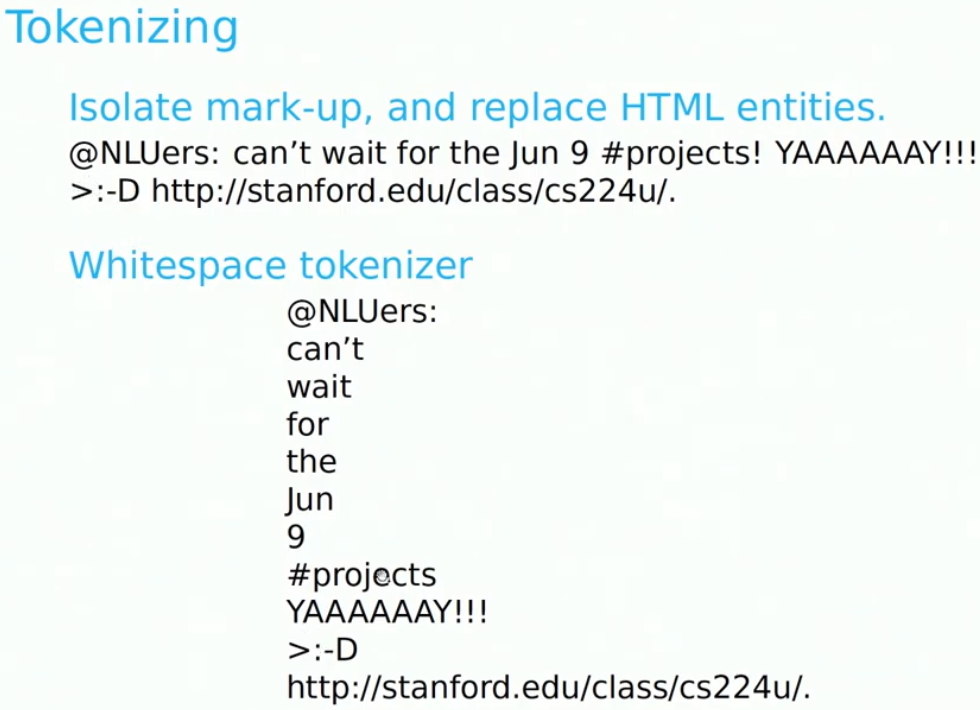 Tokenizing
Isolate mark-up, and replace HTML entities.
@NLUers: can’t wait for the Jun 9 #projects! YAAAAAAY!!!
>:-D http://stanford.edu/class/cs224u/.
Whitespace tokenizer
@NLUers:
can’t
wait
for
the
Jun
9
#projects
YAAAAAAY!!!
>:-D
http://stanford.edu/class/cs224u/.